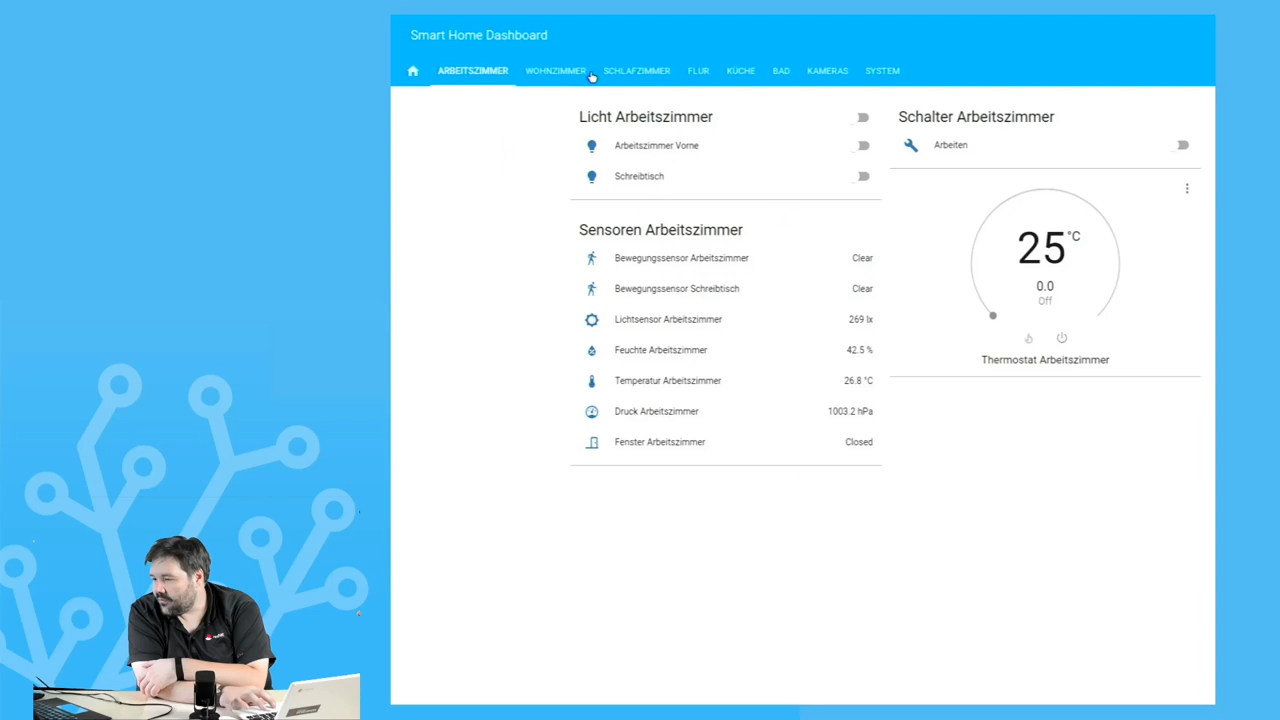 Smart Home Dashboard
ARBEITSZIMMER WOHNZIMMER SCHLAFZIMMER FLUR KÜCHE BAD KAMERAS SYSTEM
Licht Arbeitszimmer
Arbeitszimmer Vorne
Schreibtisch
Sensoren Arbeitszimmer
Bewegungssensor Arbeitszimmer Clear
Bewegungssensor Schreibtisch Clear
Lichtsensor Arbeitszimmer 269 lx
Feuchte Arbeitszimmer 42.5 %
Temperatur Arbeitszimmer 26.8 °C
Druck Arbeitszimmer 1003.2 hPa
Fenster Arbeitszimmer Closed
Schalter Arbeitszimmer
Arbeiten
25 °C
0.0
Off
Thermostat Arbeitszimmer